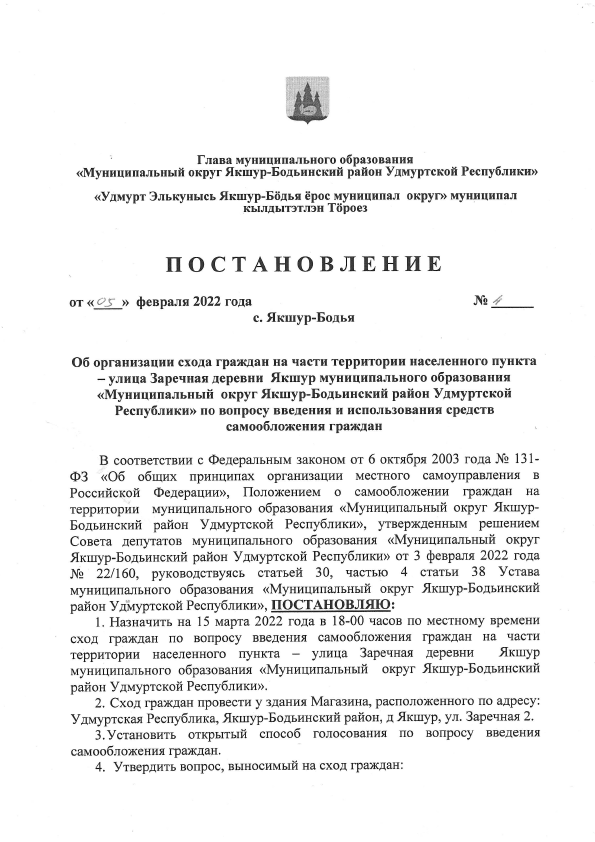 Глава муниципального образования
«Муниципальный округ Якшур-Бодьинский район Удмуртской Республики»
«Удмурт Элькунысь Якшур-Бӧдья ёрос муниципал округ» муниципал
кылдытэтлэн Тӧроез
ПОСТАНОВЛЕНИЕ
от «05» февраля 2022 года № 4
с. Якшур-Бодья
Об организации схода граждан на части территории населенного пункта
– улица Заречная деревни Якшур муниципального образования
«Муниципальный округ Якшур-Бодьинский район Удмуртской
Республики» по вопросу введения и использования средств
самообложения граждан
В соответствии с Федеральным законом от 6 октября 2003 года № 131-
ФЗ «Об общих принципах организации местного самоуправления в
Российской Федерации», Положением о самообложении граждан на
территории муниципального образования «Муниципальный округ Якшур-
Бодьинский район Удмуртской Республики», утвержденным решением
Совета депутатов муниципального образования «Муниципальный округ
Якшур-Бодьинский район Удмуртской Республики» от 3 февраля 2022 года
№ 22/160, руководствуясь статьей 30, частью 4 статьи 38 Устава
муниципального образования «Муниципальный округ Якшур-Бодьинский
район Удмуртской Республики», ПОСТАНОВЛЯЮ:
1. Назначить на 15 марта 2022 года в 18-00 часов по местному времени
сход граждан по вопросу введения самообложения граждан на части
территории населенного пункта – улица Заречная деревни Якшур
муниципального образования «Муниципальный округ Якшур-Бодьинский
район Удмуртской Республики».
2. Сход граждан провести у здания Магазина, расположенного по адресу:
Удмуртская Республика, Якшур-Бодьинский район, д Якшур, ул. Заречная 2.
3.Установить открытый способ голосования по вопросу введения
самообложения граждан.
4. Утвердить вопрос, выносимый на сход граждан: